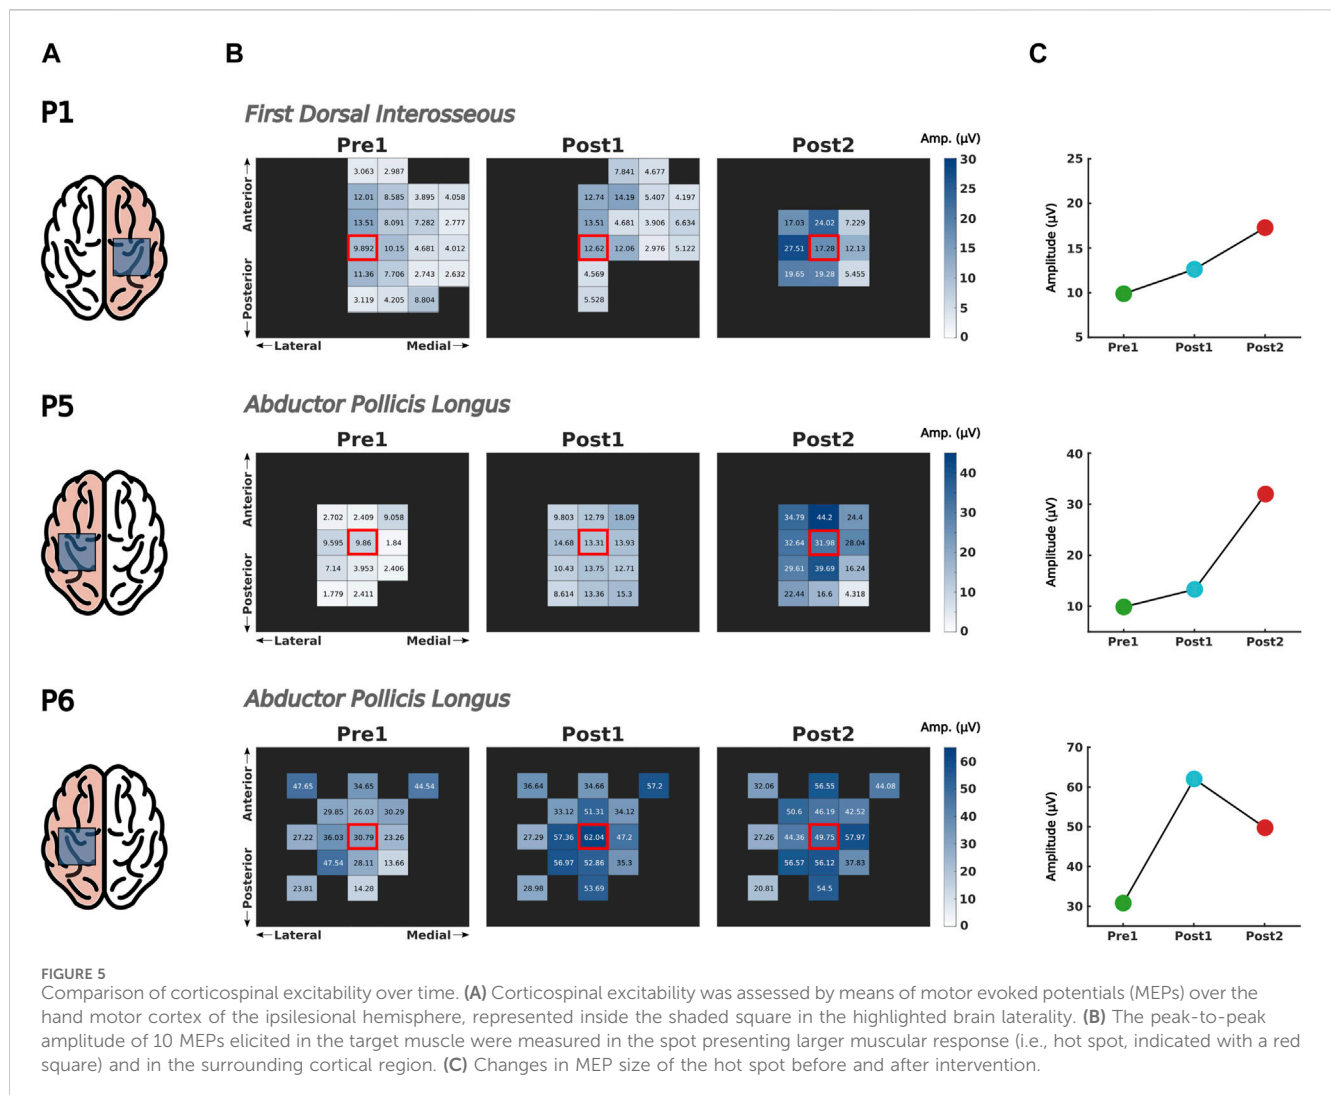 A
B
C
P1
First Dorsal Interosseous
Pre1
Post1
Post2
Amp. (µV)
Anterior
Posterior
3.063 2.987
12.01 8.585 3.895 4.058
13.51 8.091 7.282 2.777
9.892 10.15 4.681 4.012
11.36 7.706 2.743 2.632
3.119 4.205 8.804
Lateral
Medial
7.841 4.677
12.74 14.19 5.407 4.197
13.51 4.681 3.906 6.634
12.62 12.06 2.976 5.122
4.569
5.528
17.03 24.02 7.229
27.51 17.28 12.13
19.65 19.28 5.455
30
25
20
15
10
5
0
Amplitude (µV)
25
20
15
10
5
Pre1 Post1 Post2
P5
Abductor Pollicis Longus
Pre1
Post1
Post2
Amp. (µV)
Anterior
Posterior
2.702 2.409 9.058
9.595 9.86 1.84
7.14 3.953 2.406
1.779 2.411
Lateral
Medial
9.803 12.79 18.09
14.68 13.31 13.93
10.43 13.75 12.71
8.614 13.36 15.3
34.79 44.2 24.4
32.64 31.98 28.04
29.61 39.69 16.24
22.44 16.6 4.318
40
30
20
10
0
Amplitude (µV)
40
30
20
10
Pre1 Post1 Post2
P6
Abductor Pollicis Longus
Pre1
Post1
Post2
Amp. (µV)
Anterior
Posterior
47.65 34.65 44.54
29.85 26.03 30.29
27.22 36.03 30.79 23.26
47.54 28.11 13.66
23.81 14.28
Lateral
Medial
36.64 34.66 57.2
33.12 51.31 34.12
27.29 57.36 62.04 47.2
56.97 52.86 35.3
28.98 53.69
32.06 56.55 44.08
50.6 46.19 42.52
27.26 44.36 49.75 57.97
56.57 56.12 37.83
20.81 54.5
60
50
40
30
20
10
0
Amplitude (µV)
70
60
50
40
30
Pre1 Post1 Post2
FIGURE 5
Comparison of corticospinal excitability over time. (A) Corticospinal excitability was assessed by means of motor evoked potentials (MEPs) over the
hand motor cortex of the ipsilesional hemisphere, represented inside the shaded square in the highlighted brain laterality. (B) The peak-to-peak
amplitude of 10 MEPs elicited in the target muscle were measured in the spot presenting larger muscular response (i.e., hot spot, indicated with a red
square) and in the surrounding cortical region. (C) Changes in MEP size of the hot spot before and after intervention.